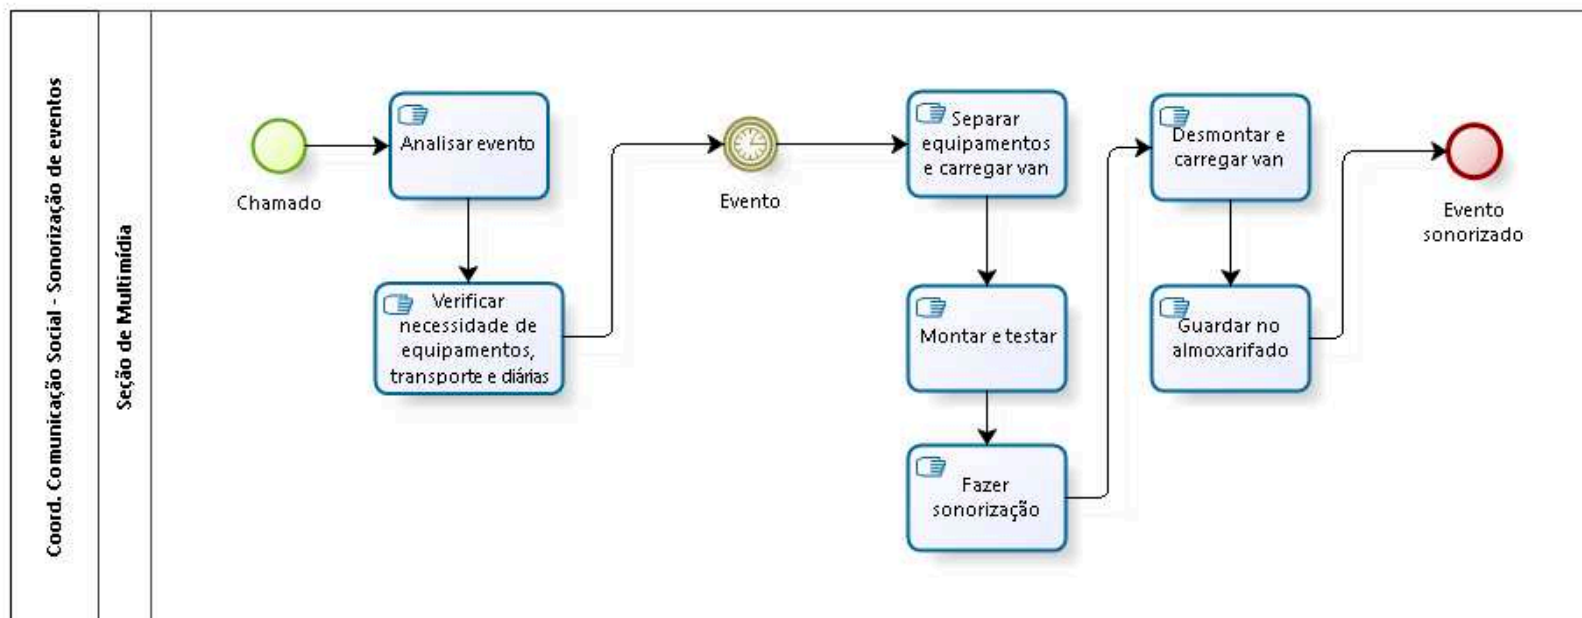 Coord. Comunicação Social - Sonorização de eventos
Seção de Multimídia
Chamado
Analisar evento
Verificar
necessidade de
equipamentos,
transporte e diárias
Evento
Separar
equipamentos
e carregar van
Montar e testar
Fazer
sonorização
Desmontar e
carregar van
Guardar no
almoxarifado
Evento
sonorizado